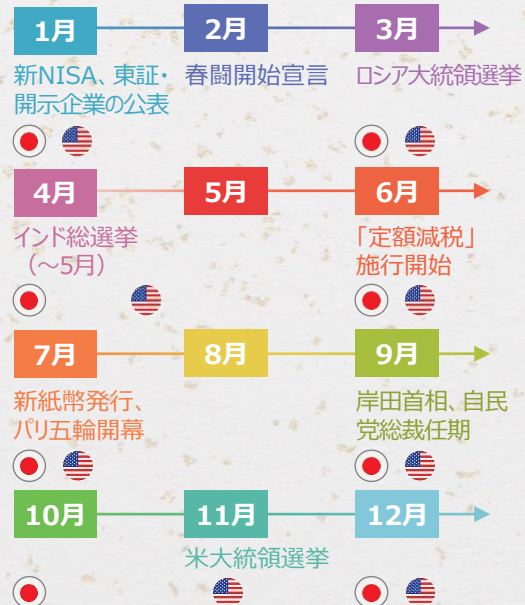 1月
2月
3月
新NISA、東証・
開示企業の公表
春闘開始宣言
ロシア大統領選挙
4月
5月
6月
インド総選挙
（～5月）
「定額減税」
施行開始
7月
8月
9月
新紙幣発行、
パリ五輪開幕
岸田首相、自民
党総裁任期
10月
11月
12月
米大統領選挙